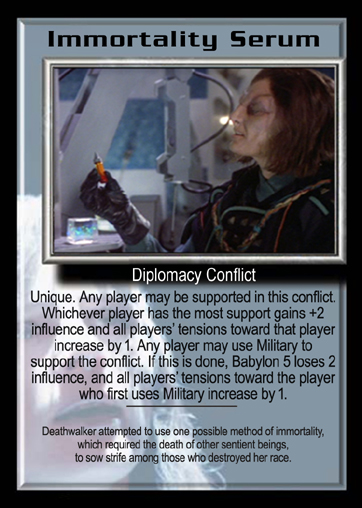 Immortality Serum
Diplomacy Conflict
Unique. Any player may be supported in this conflict.
Whichever player has the most support gains +2
influence and all players' tensions toward that player
increase by 1. Any player may use Military to
support the conflict. If this is done, Babylon 5 loses 2
influence, and all players' tensions toward the player
who first uses Military increase by 1.
Deathwalker attempted to use one possible method of immortality,
which required the death of other sentient beings,
to sow strife among those who destroyed her race.